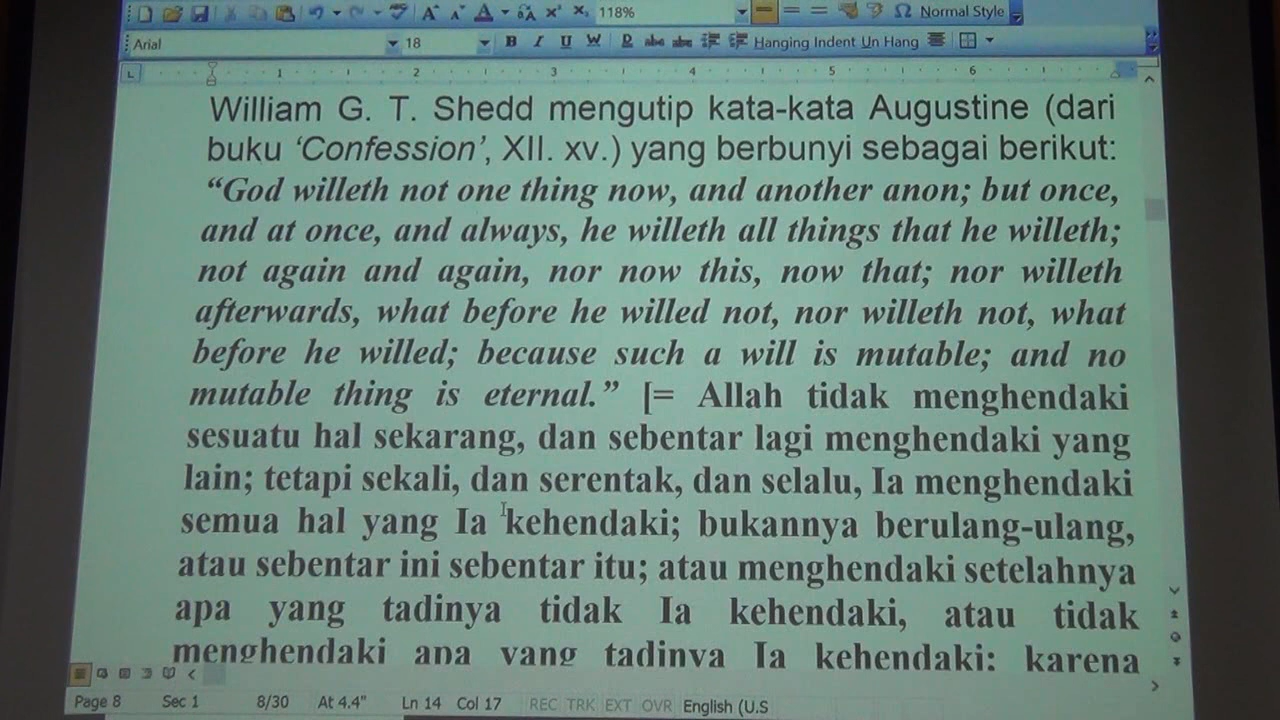 118%
Normal Style
Arial
18
B I U W
Hanging Indent Un Hang
L
1 2 3 4 5 6
William G. T. Shedd mengutip kata-kata Augustine (dari
buku ‘Confession’, XII. xv.) yang berbunyi sebagai berikut:
“God willeth not one thing now, and another anon; but once,
and at once, and always, he willeth all things that he willeth;
not again and again, nor now this, now that; nor willeth
afterwards, what before he willed not, nor willeth not, what
before he willed; because such a will is mutable; and no
mutable thing is eternal.” [= Allah tidak menghendaki
sesuatu hal sekarang, dan sebentar lagi menghendaki yang
lain; tetapi sekali, dan serentak, dan selalu, Ia menghendaki
semua hal yang Ia kehendaki; bukannya berulang-ulang,
atau sebentar ini sebentar itu; atau menghendaki setelahnya
apa yang tadinya tidak Ia kehendaki, atau tidak
menghendaki apa yang tadinya Ia kehendaki; karena
Page 8 Sec 1 8/30 At 4.4" Ln 14 Col 17 REC TRK EXT OVR English (U.S